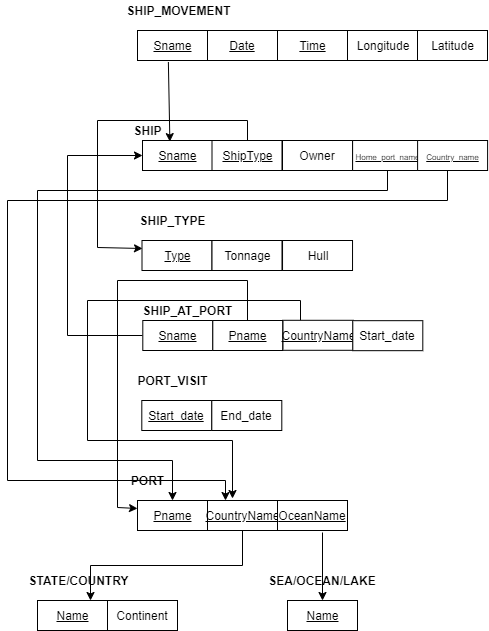 SHIP_MOVEMENT
Sname Date Time Longitude Latitude
SHIP
Sname ShipType Owner Home_port_name Country_name
SHIP_TYPE
Type Tonnage Hull
SHIP_AT_PORT
Sname Pname CountryName Start_date
PORT_VISIT
Start_date End_date
PORT
Pname CountryName OceanName
STATE/COUNTRY SEA/OCEAN/LAKE
Name Continent Name